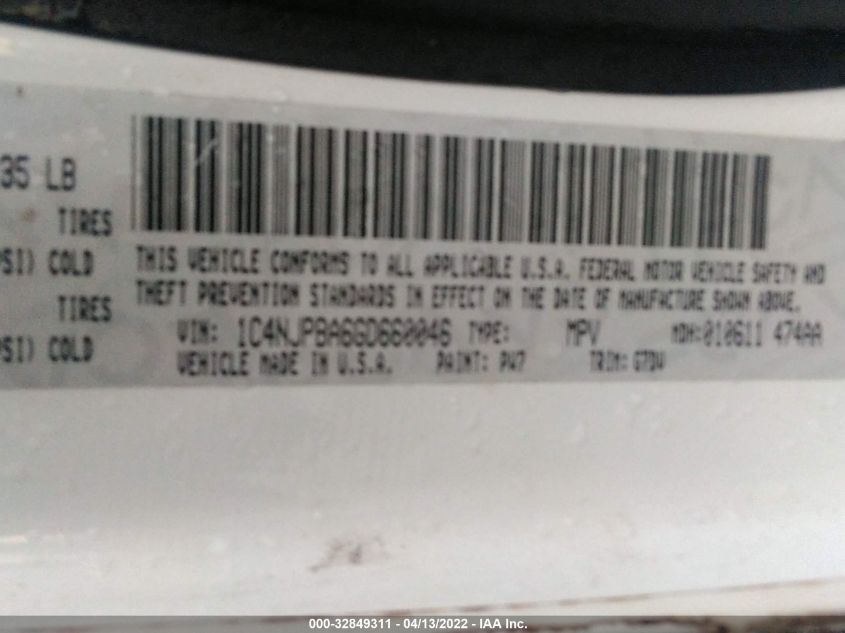 35 LB
TIRES
PSI) COLD
TIRES
PSI) COLD
THIS VEHICLE CONFORMS TO ALL APPLICABLE U.S.A. FEDERAL MOTOR VEHICLE SAFETY AND
THEFT PREVENTION STANDARDS IN EFFECT ON THE DATE OF MANUFACTURE SHOWN ABOVE.
VIN: 1C4NJPBA6GD660046 TYPE: MPV MDH:010611 474AA
VEHICLE MADE IN U.S.A. PAINT: PW7 TRIM:
000-32849311 - 04/13/2022 - IAA Inc.